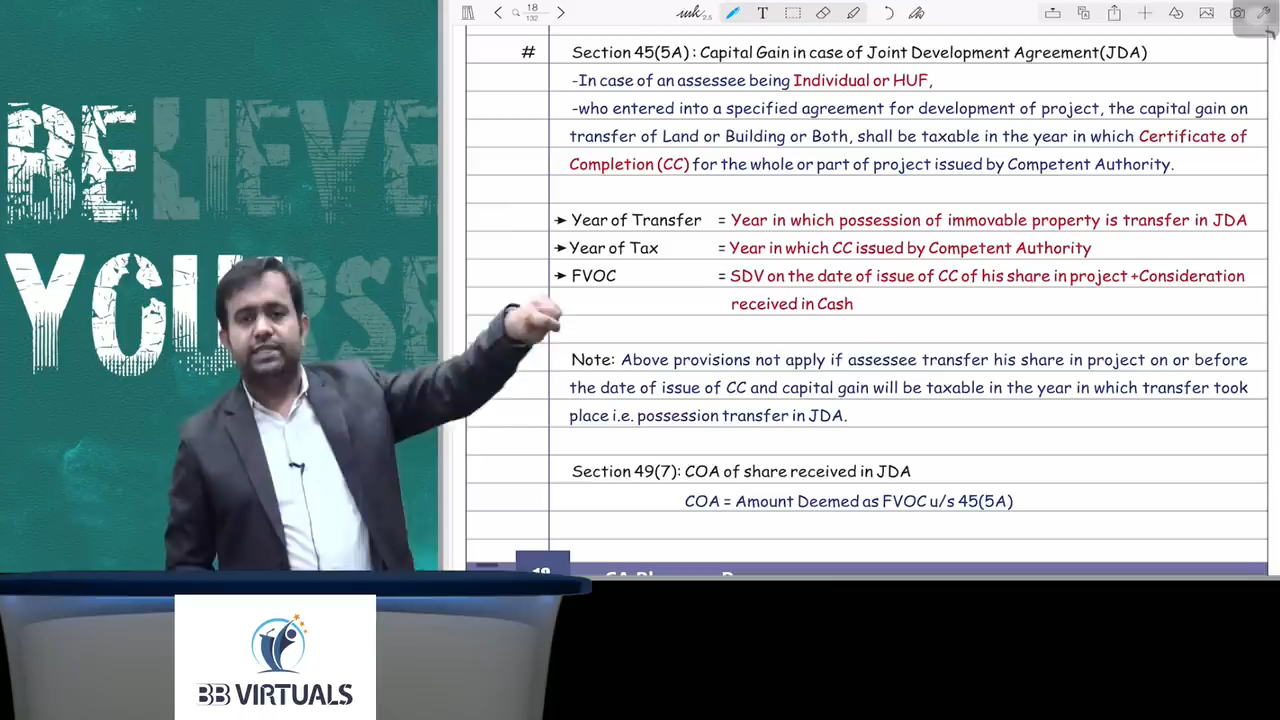 BELIEVE
YOURSE
18
132
2.5
T
# Section 45(5A) : Capital Gain in case of Joint Development Agreement(JDA)
-In case of an assessee being Individual or HUF,
-who entered into a specified agreement for development of project, the capital gain on
transfer of Land or Building or Both, shall be taxable in the year in which Certificate of
Completion (CC) for the whole or part of project issued by Competent Authority.
➔ Year of Transfer = Year in which possession of immovable property is transfer in JDA
➔ Year of Tax = Year in which CC issued by Competent Authority
➔ FVOC = SDV on the date of issue of CC of his share in project +Consideration
received in Cash
Note: Above provisions not apply if assessee transfer his share in project on or before
the date of issue of CC and capital gain will be taxable in the year in which transfer took
place i.e. possession transfer in JDA.
Section 49(7): COA of share received in JDA
COA = Amount Deemed as FVOC u/s 45(5A)
BB VIRTUALS